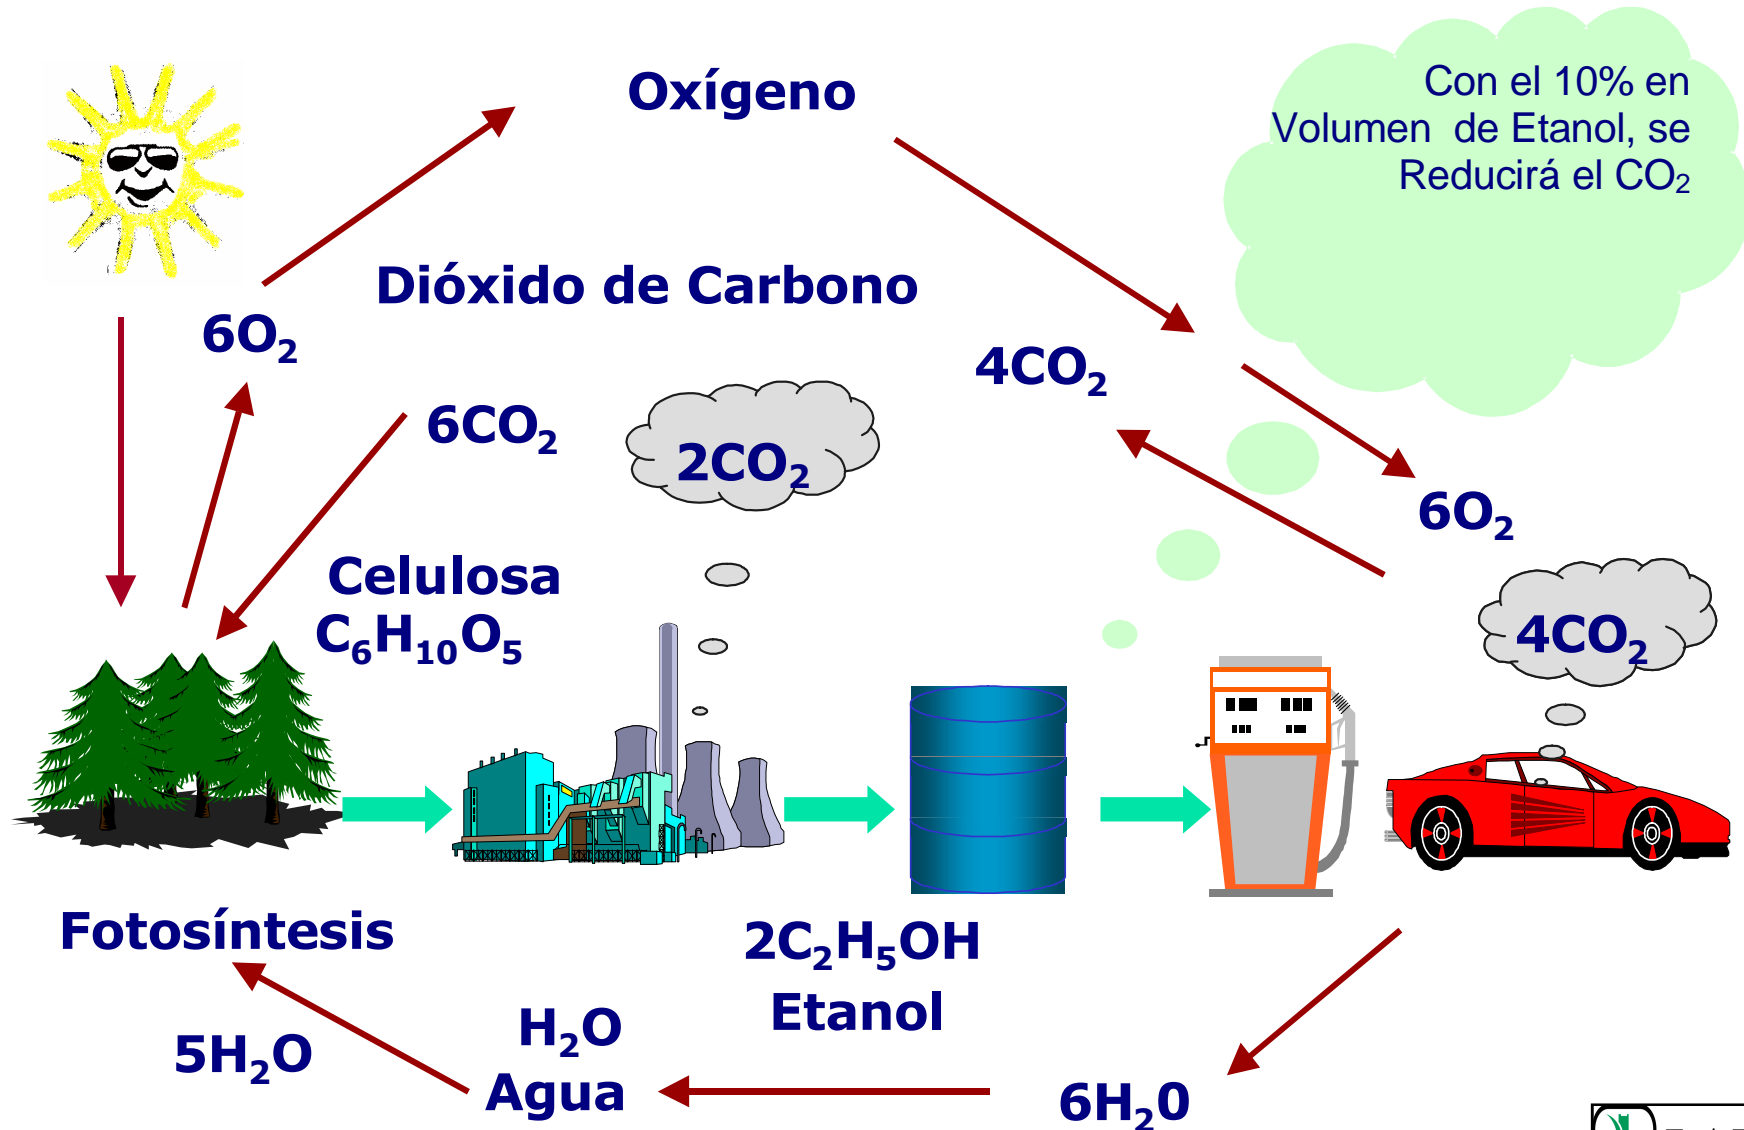 Oxígeno
Con el 10% en
Volumen de Etanol, se
Reducirá el CO₂
Dióxido de Carbono
6O₂
4CO₂
6CO₂
2CO₂
6O₂
Celulosa
C₆H₁₀O₅
4CO₂
Fotosíntesis
2C₂H₅OH
Etanol
H₂O
5H₂O
Agua
6H₂0